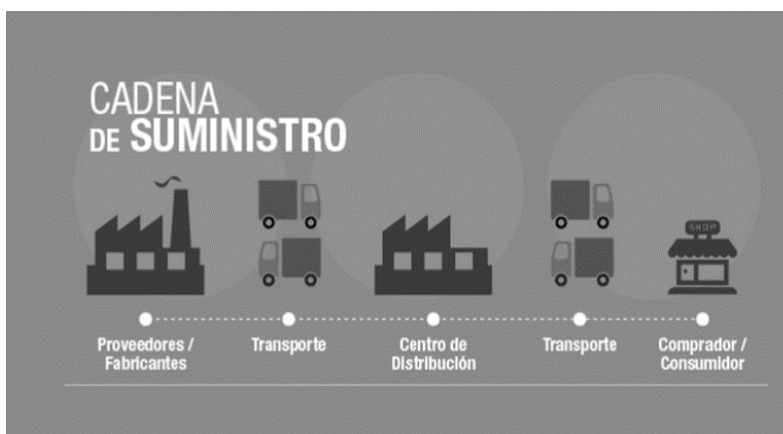 CADENA
DE SUMINISTRO
SHOP
Proveedores /
Fabricantes
Transporte
Centro de
Distribución
Transporte
Comprador /
Consumidor